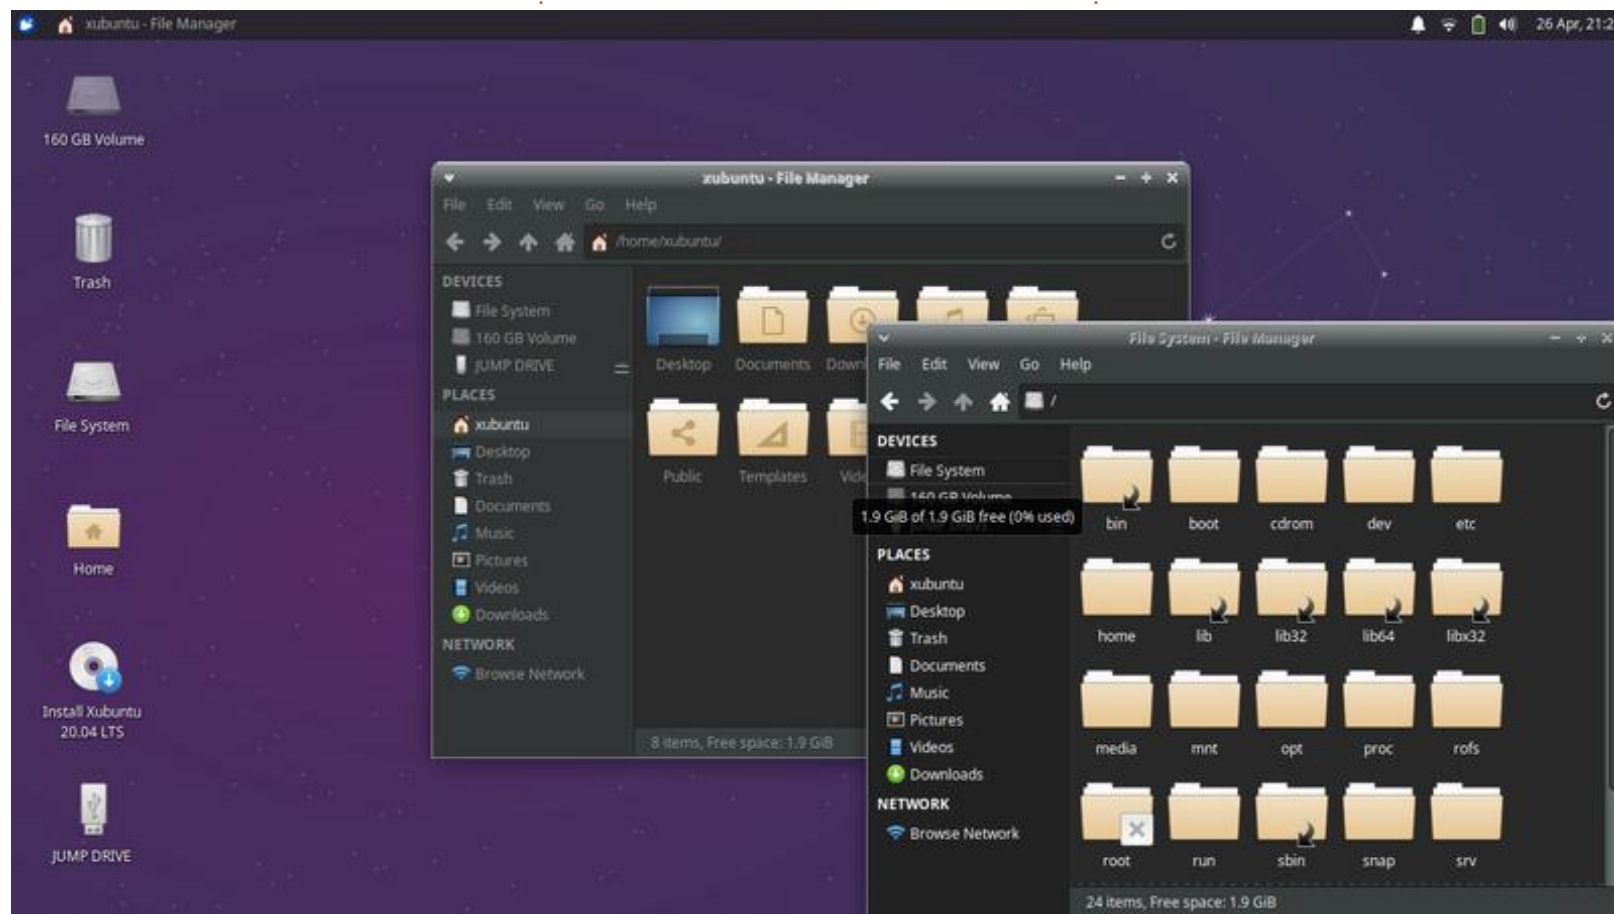 xubuntu - File Manager
26 Apr, 21:2
160 GB Volume
Trash
File System
Home
Install Xubuntu
20.04 LTS
JUMP DRIVE
xubuntu - File Manager
File Edit View Go Help
/home/xubuntu/
DEVICES
File System
160 GB Volume
JUMP DRIVE
PLACES
xubuntu
Desktop
Trash
Documents
Music
Pictures
Videos
Downloads
NETWORK
Browse Network
Desktop Documents Down
Public Templates Vide
8 items, Free space: 1.9 GiB
File System - File Manager
File Edit View Go Help
/
DEVICES
File System
160 GB Volume
1.9 GiB of 1.9 GiB free (0% used)
PLACES
xubuntu
Desktop
Trash
Documents
Music
Pictures
Videos
Downloads
NETWORK
Browse Network
bin boot cdrom dev etc
home lib lib32 lib64 libx32
media mnt opt proc rofs
root run sbin snap srv
24 items, Free space: 1.9 GiB